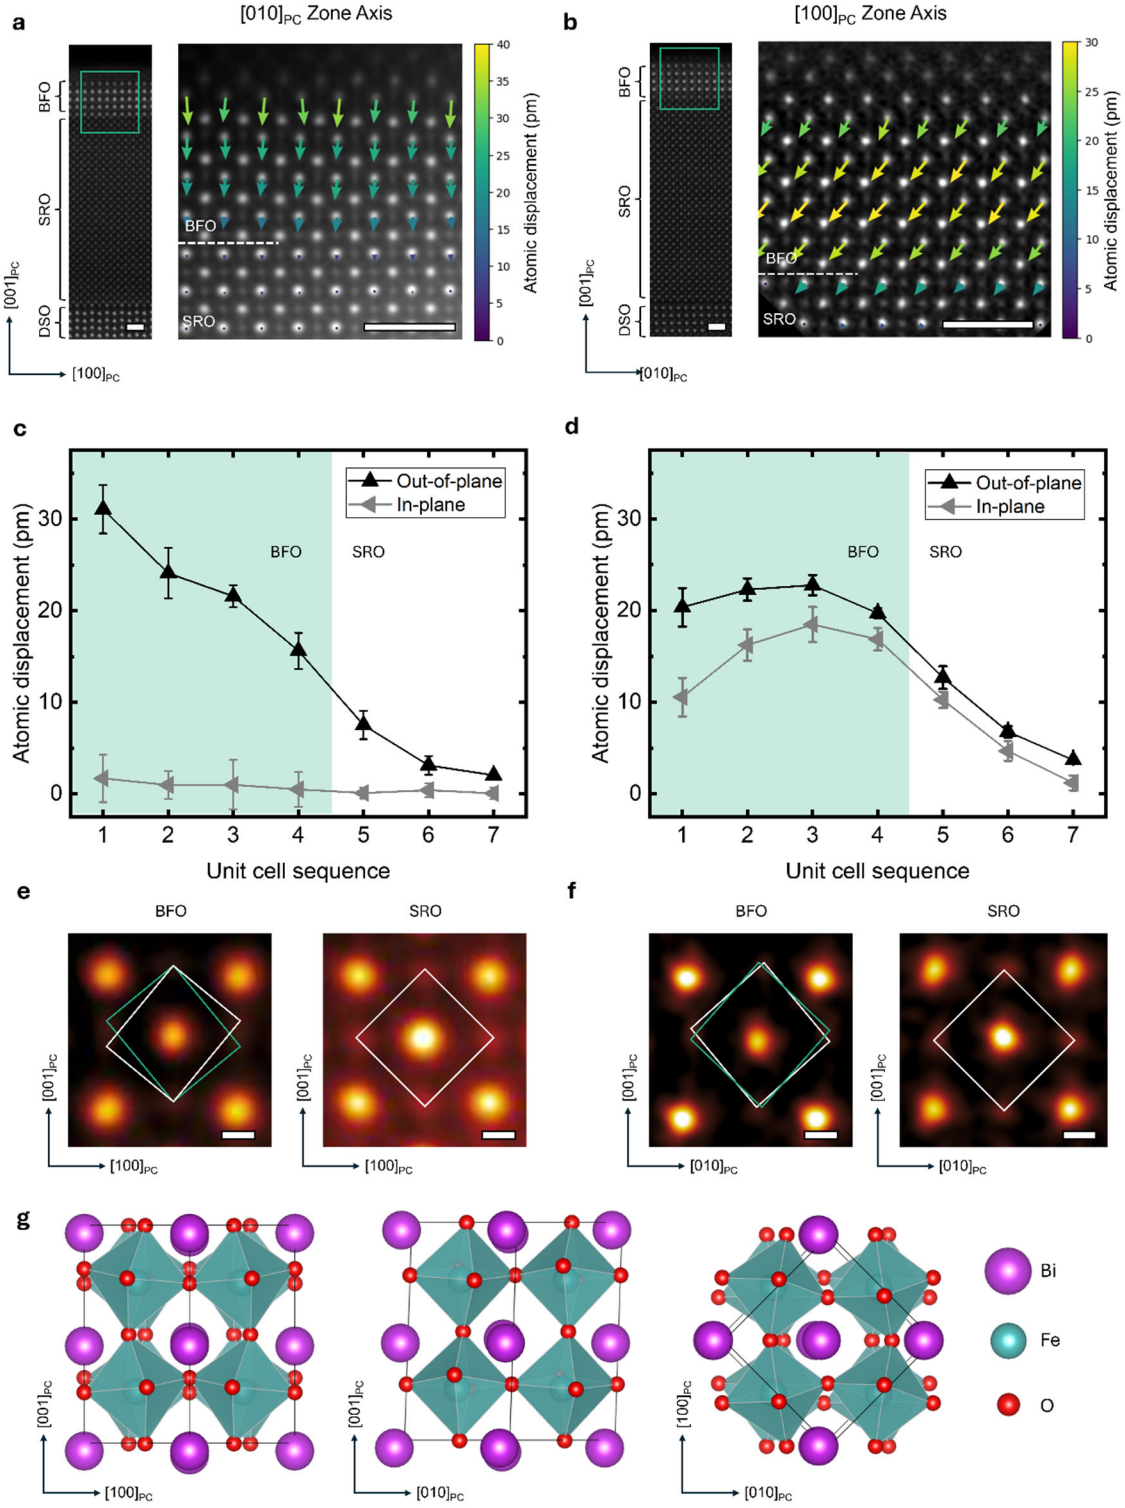 a
[010]PC Zone Axis
BFO
SRO
DSO
[001]PC
[100]PC
BFO
SRO
40
35
30
25
20
15
10
5
0
Atomic displacement (pm)
b
[100]PC Zone Axis
BFO
SRO
DSO
[001]PC
[010]PC
BFO
SRO
30
25
20
15
10
5
0
Atomic displacement (pm)
c
Out-of-plane
In-plane
BFO
SRO
30
20
10
0
Atomic displacement (pm)
1 2 3 4 5 6 7
Unit cell sequence
d
Out-of-plane
In-plane
BFO
SRO
30
20
10
0
Atomic displacement (pm)
1 2 3 4 5 6 7
Unit cell sequence
e
BFO
SRO
[001]PC
[100]PC
[001]PC
[100]PC
f
BFO
SRO
[001]PC
[010]PC
[001]PC
[010]PC
g
[001]PC
[100]PC
[001]PC
[010]PC
[100]PC
[010]PC
Bi
Fe
O